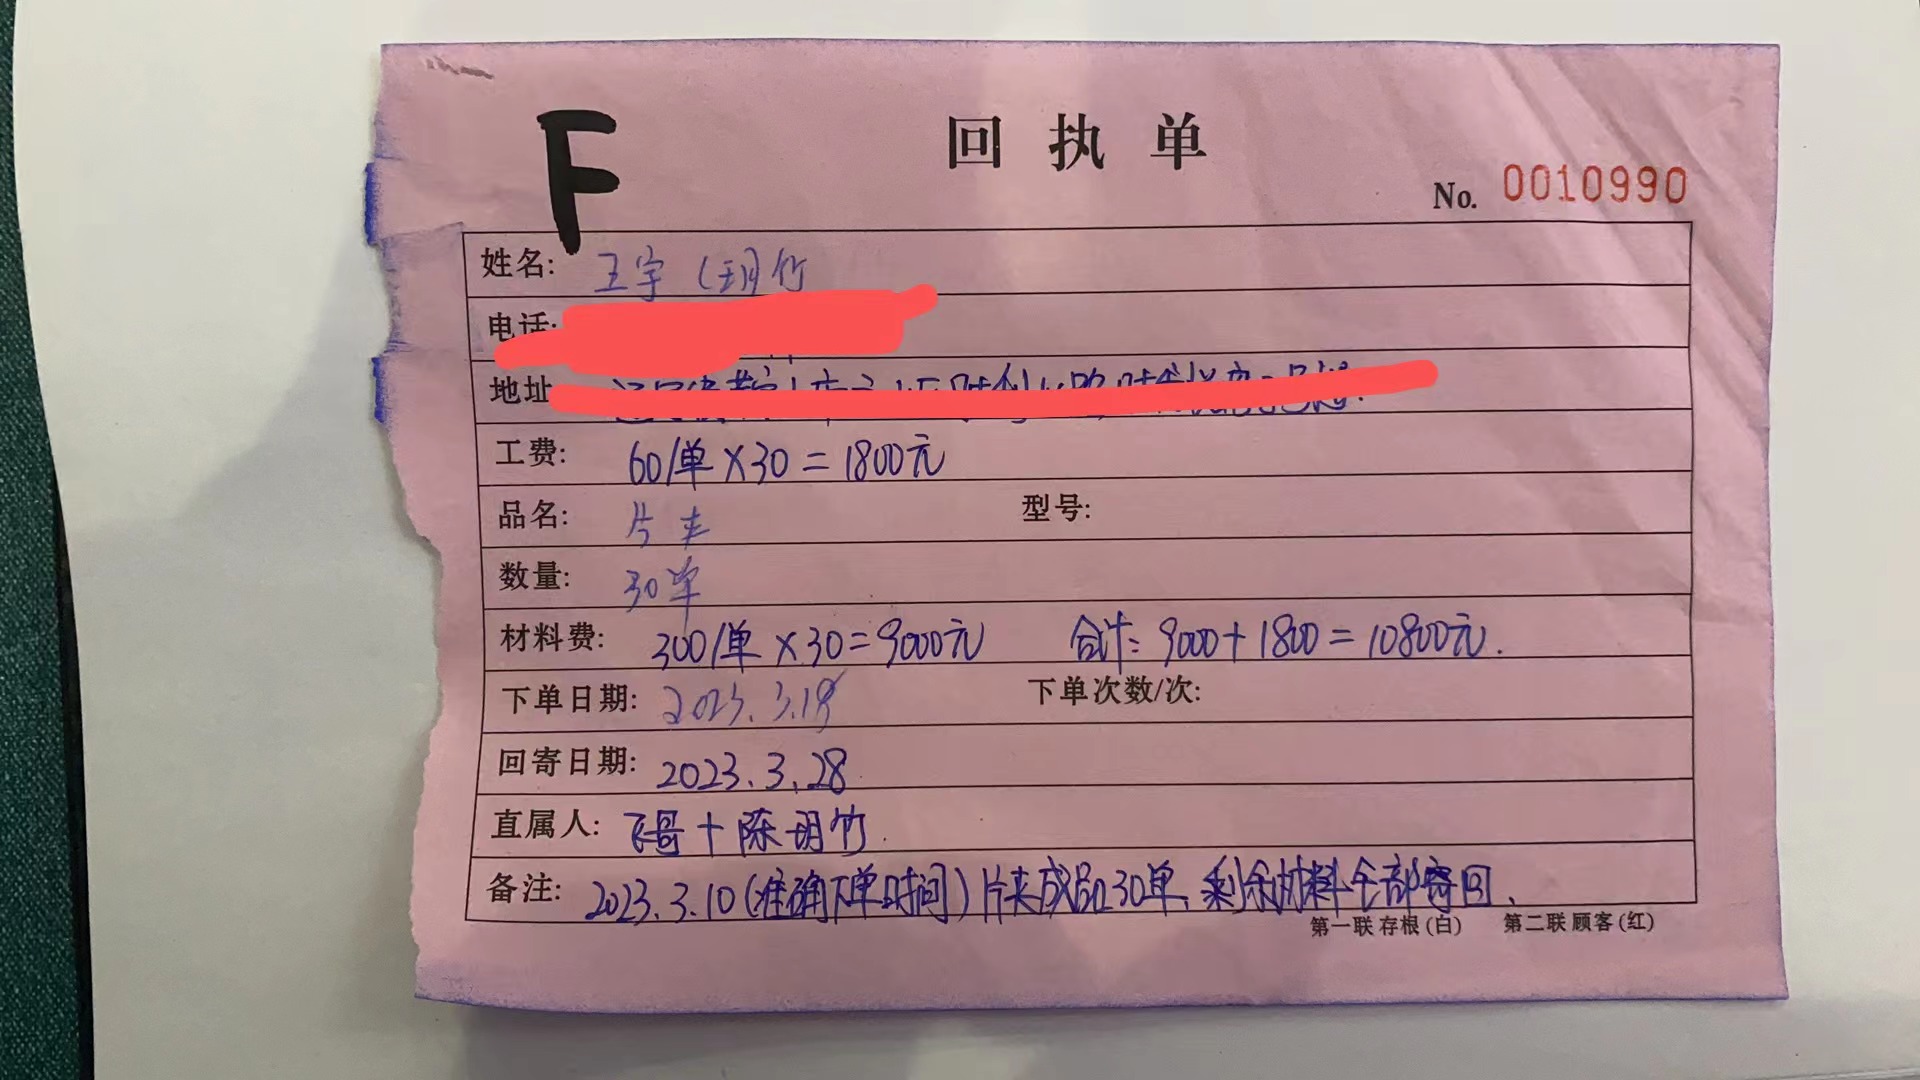 F
回执单
No. 0010990
姓名: 王宇(玥竹
电话:
地址
工费: 60/单×30=1800元
品名: 片夹 型号:
数量: 30单
材料费: 300/单×30=9000元 合计: 9000+1800=10800元.
下单日期: 2023.3.19 下单次数/次:
回寄日期: 2023.3.28
直属人: 飞哥+陈玥竹.
备注: 2023.3.10(准确下单时间)片夹成品30单、剩余材料全部寄回.
第一联 存根(白) 第二联 顾客(红)